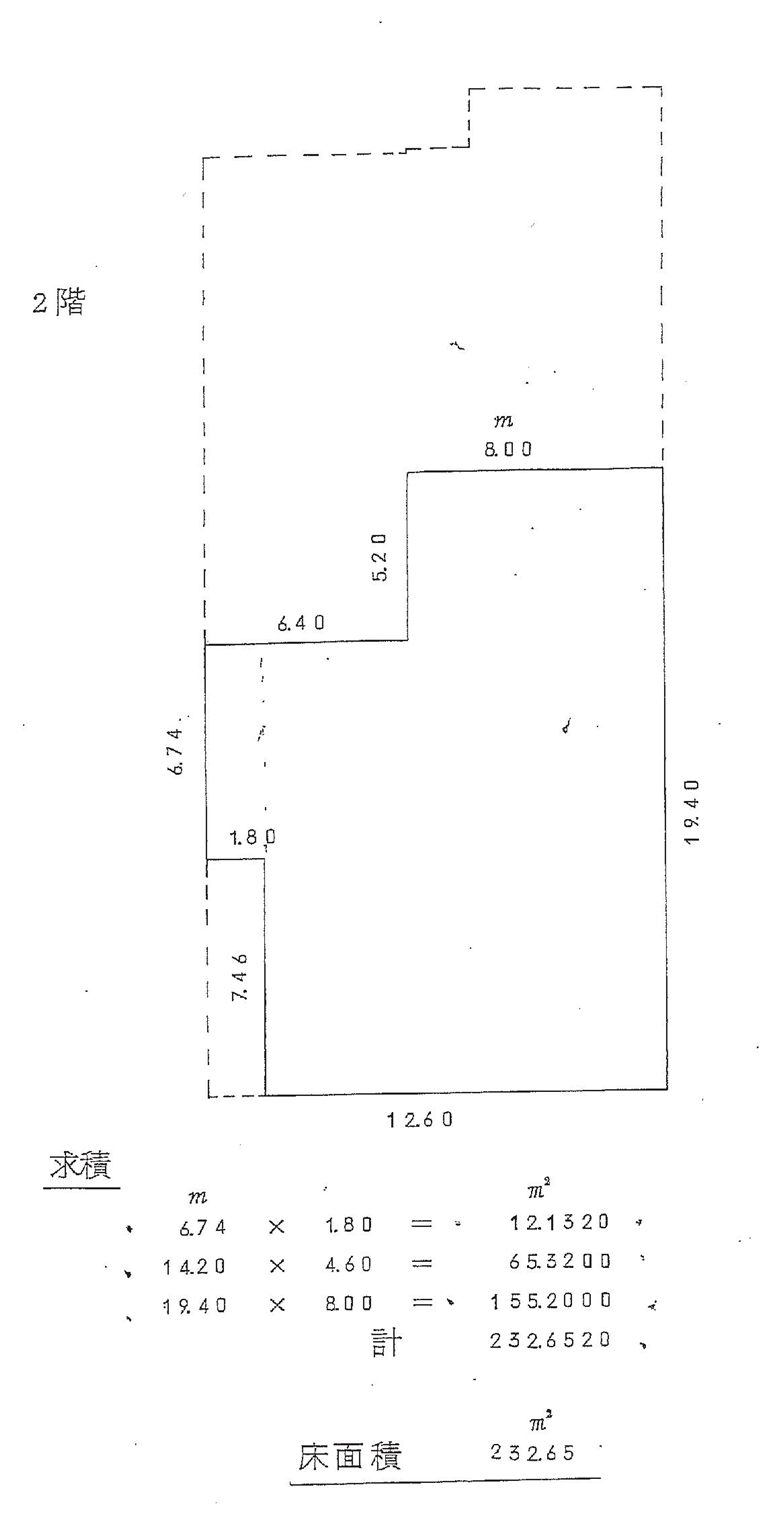 2階
m
8.00
5.20
6.40
6.74
1.80
19.40
7.46
12.60
求積
m m²
6.74 × 1.80 = 12.1320
14.20 × 4.60 = 65.3200
19.40 × 8.00 = 155.2000
計 232.6520
m²
床面積 232.65